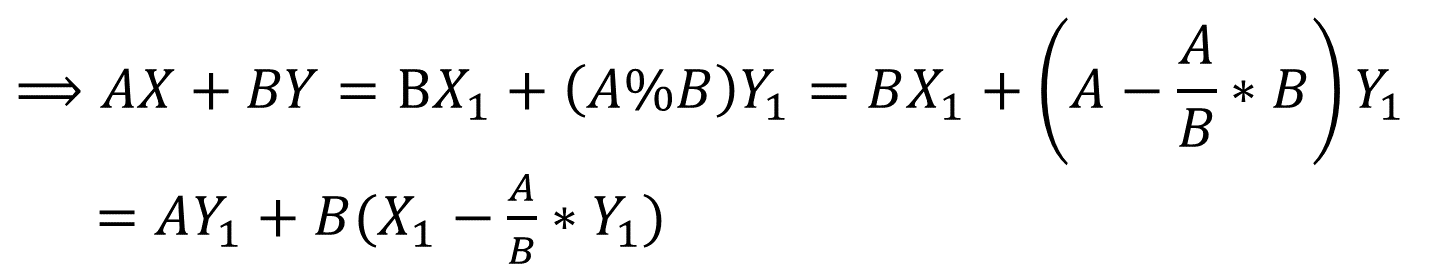 ⟹ AX + BY = BX₁ + (A%B)Y₁ = BX₁ + (A − A/B * B) Y₁
= AY₁ + B(X₁ − A/B * Y₁)